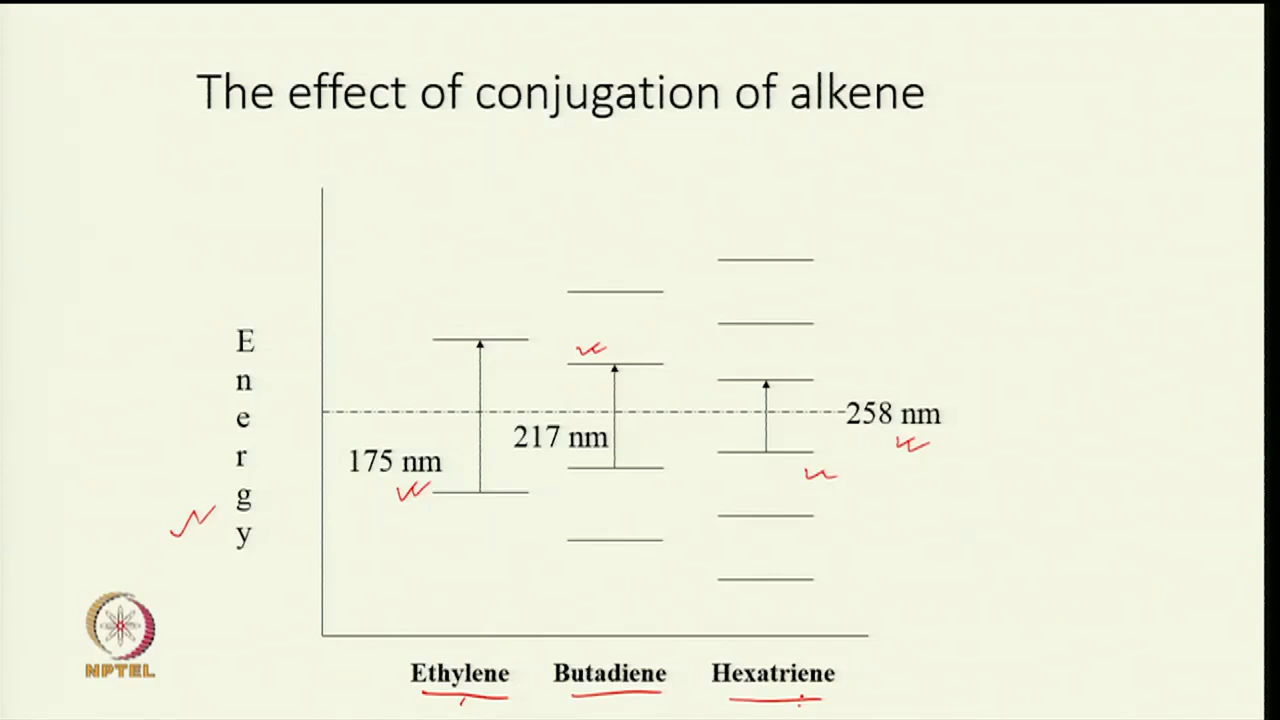 The effect of conjugation of alkene
E
n
e
r
g
y
175 nm
217 nm
258 nm
NPTEL
Ethylene
Butadiene
Hexatriene